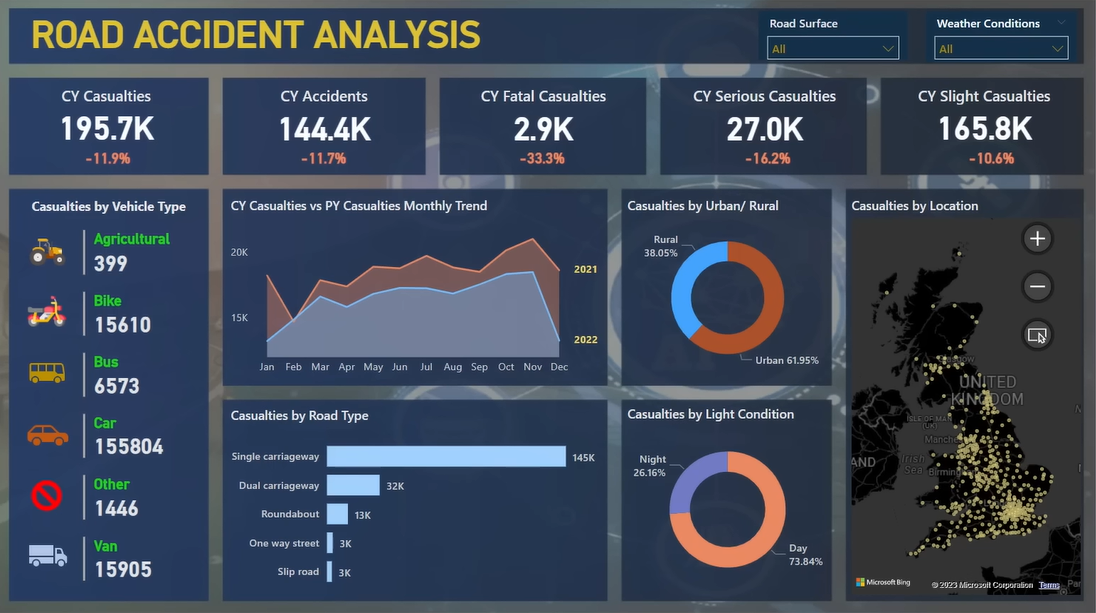 ROAD ACCIDENT ANALYSIS
Road Surface
All
Weather Conditions
All
CY Casualties
195.7K
-11.9%
CY Accidents
144.4K
-11.7%
CY Fatal Casualties
2.9K
-33.3%
CY Serious Casualties
27.0K
-16.2%
CY Slight Casualties
165.8K
-10.6%
Casualties by Vehicle Type
Agricultural
399
Bike
15610
Bus
6573
Car
155804
Other
1446
Van
15905
CY Casualties vs PY Casualties Monthly Trend
20K
15K
2021
2022
Jan Feb Mar Apr May Jun Jul Aug Sep Oct Nov Dec
Casualties by Road Type
Single carriageway 145K
Dual carriageway 32K
Roundabout 13K
One way street 3K
Slip road 3K
Casualties by Urban/ Rural
Rural
38.05%
Urban 61.95%
Casualties by Light Condition
Night
26.16%
Day
73.84%
Casualties by Location
Glasgow
UNITED
KINGDOM
ISLE OF MAN
(UK)
Manche
Irish
Sea
AND
Birming
Microsoft Bing
© 2023 Microsoft Corporation Terms